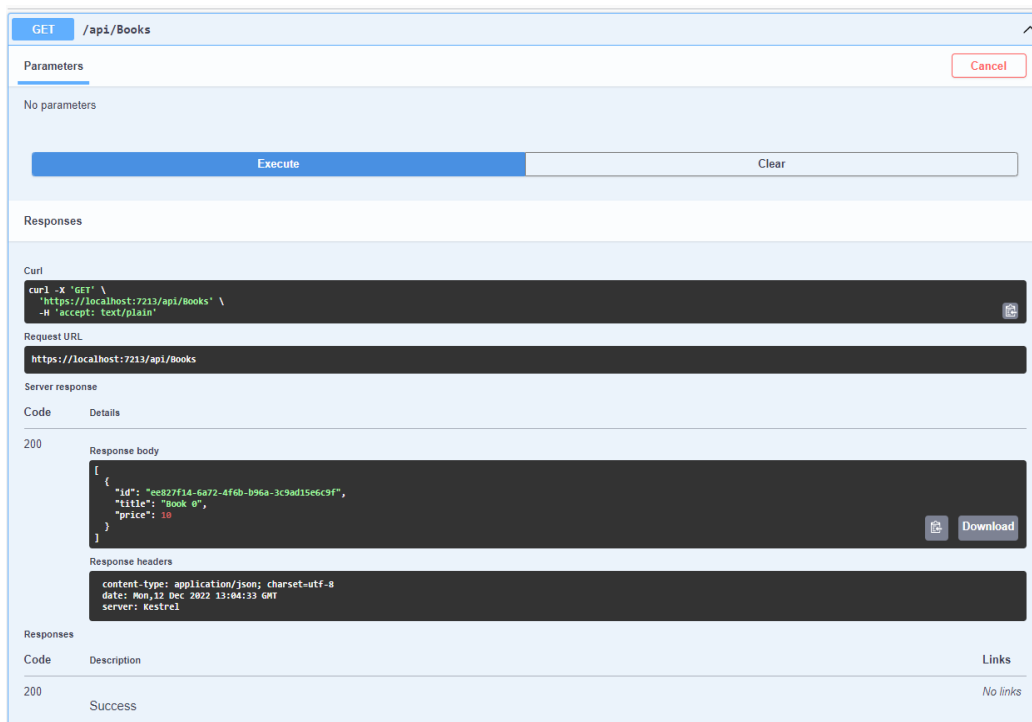 GET /api/Books
Parameters Cancel
No parameters
Execute Clear
Responses
Curl
curl -X 'GET' \
  'https://localhost:7213/api/Books' \
  -H 'accept: text/plain'
Request URL
https://localhost:7213/api/Books
Server response
Code Details
200
Response body
[
  {
    "id": "ee827f14-6a72-4f6b-b96a-3c9ad15e6c9f",
    "title": "Book 0",
    "price": 10
  }
]
Download
Response headers
content-type: application/json; charset=utf-8
date: Mon,12 Dec 2022 13:04:33 GMT
server: Kestrel
Responses
Code Description Links
200 No links
Success